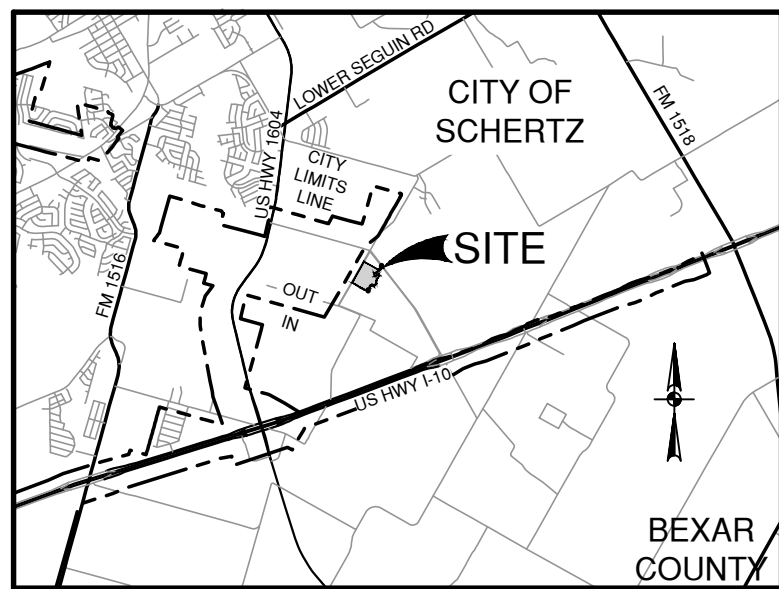 LOWER SEGUIN RD
CITY OF
SCHERTZ
FM 1518
US HWY 1604
CITY
LIMITS
LINE
SITE
FM 1516
OUT
IN
US HWY I-10
BEXAR
COUNTY